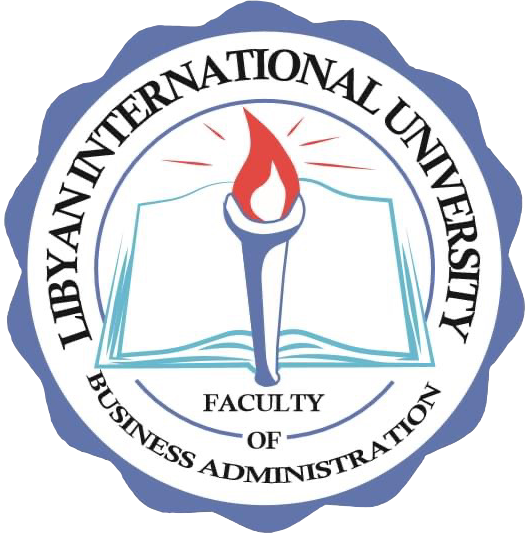 LIBYAN INTERNATIONAL UNIVERSITY
FACULTY
OF
BUSINESS ADMINISTRATION